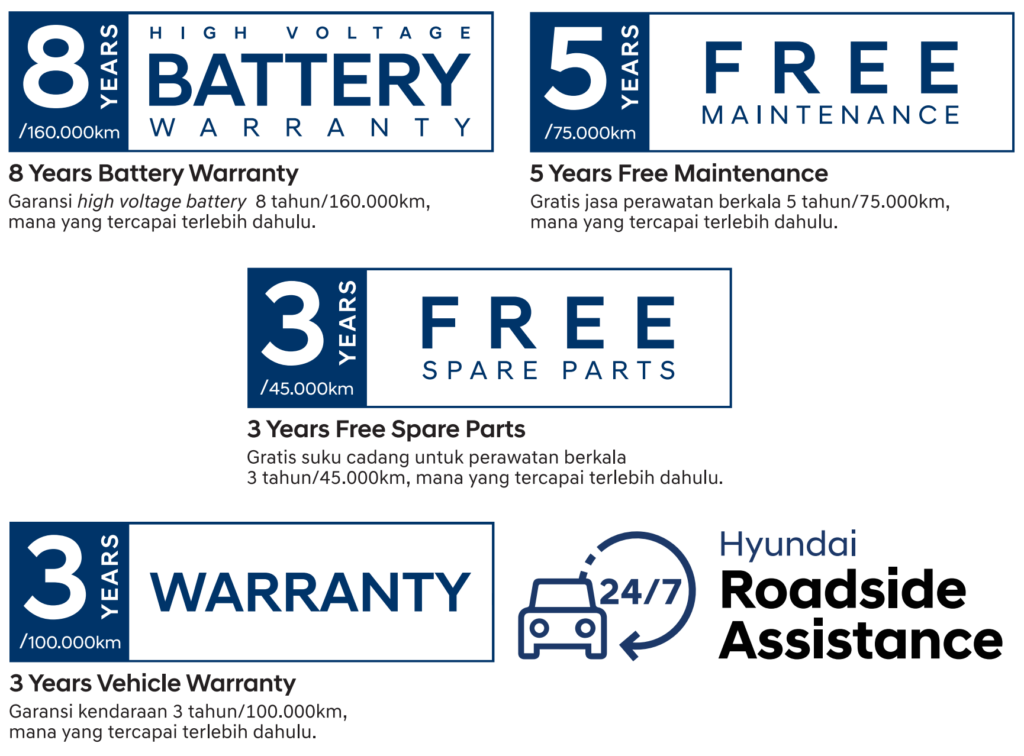 8 YEARS
/160.000km
HIGH VOLTAGE
BATTERY
WARRANTY
8 Years Battery Warranty
Garansi high voltage battery 8 tahun/160.000km,
mana yang tercapai terlebih dahulu.
5 YEARS
/75.000km
FREE
MAINTENANCE
5 Years Free Maintenance
Gratis jasa perawatan berkala 5 tahun/75.000km,
mana yang tercapai terlebih dahulu.
3 YEARS
/45.000km
FREE
SPARE PARTS
3 Years Free Spare Parts
Gratis suku cadang untuk perawatan berkala
3 tahun/45.000km, mana yang tercapai terlebih dahulu.
3 YEARS
/100.000km
WARRANTY
3 Years Vehicle Warranty
Garansi kendaraan 3 tahun/100.000km,
mana yang tercapai terlebih dahulu.
24/7
Hyundai
Roadside
Assistance